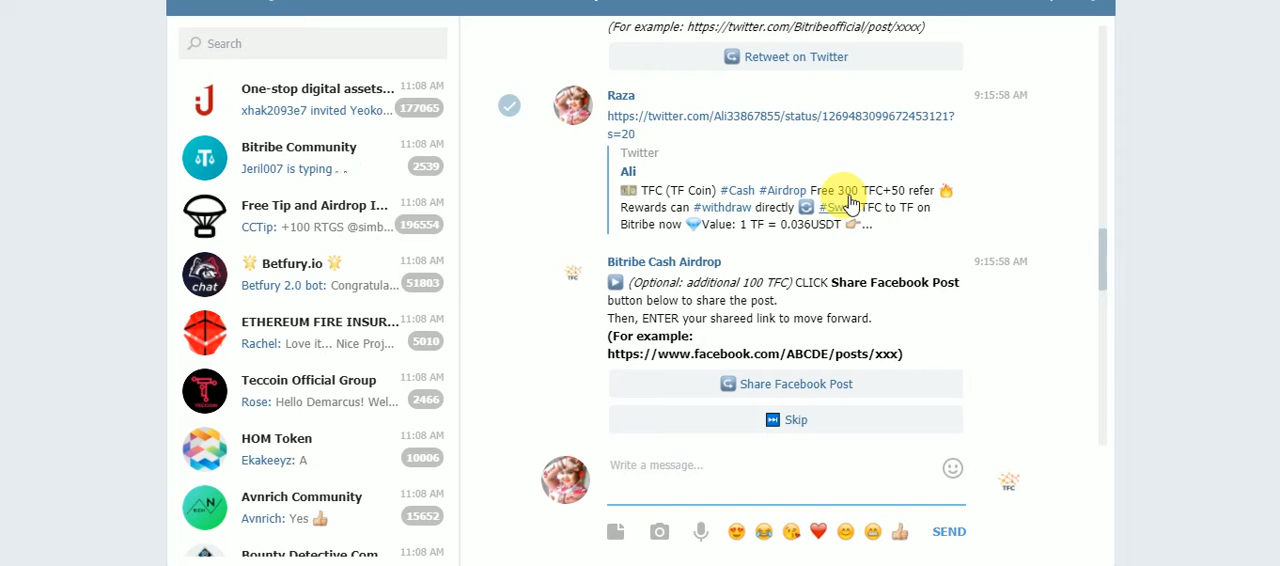 Search
One-stop digital assets... 11:08 AM
xhak2093e7 invited Yeoko... 177065
Bitribe Community 11:08 AM
Jeril007 is typing . . 2539
Free Tip and Airdrop I... 11:08 AM
CCTip: +100 RTGS @simb... 196554
🌟 Betfury.io 🌟 11:08 AM
Betfury 2.0 bot: Congratula... 51803
chat
ETHEREUM FIRE INSUR... 11:08 AM
Rachel: Love it... Nice Proj... 5010
Teccoin Official Group 11:08 AM
Rose: Hello Demarcus! Wel... 2466
HOM Token 11:08 AM
Ekakeeyz: A 10006
Avnrich Community 11:08 AM
Avnrich: Yes 👍 15652
Bounty Detective Com 11:08 AM
(For example: https://twitter.com/Bitribeofficial/post/xxxx)
Retweet on Twitter
Raza 9:15:58 AM
https://twitter.com/Ali33867855/status/1269483099672453121?
s=20
Twitter
Ali
💵 TFC (TF Coin) #Cash #Airdrop Free 300 TFC+50 refer 🔥
Rewards can #withdraw directly 🔄 #Sw TFC to TF on
Bitribe now 💎Value: 1 TF = 0.036USDT 👉...
Bitribe Cash Airdrop 9:15:58 AM
TFC
▶ (Optional: additional 100 TFC) CLICK Share Facebook Post
button below to share the post.
Then, ENTER your shareed link to move forward.
(For example:
https://www.facebook.com/ABCDE/posts/xxx)
Share Facebook Post
Skip
Write a message...
TFC
SEND